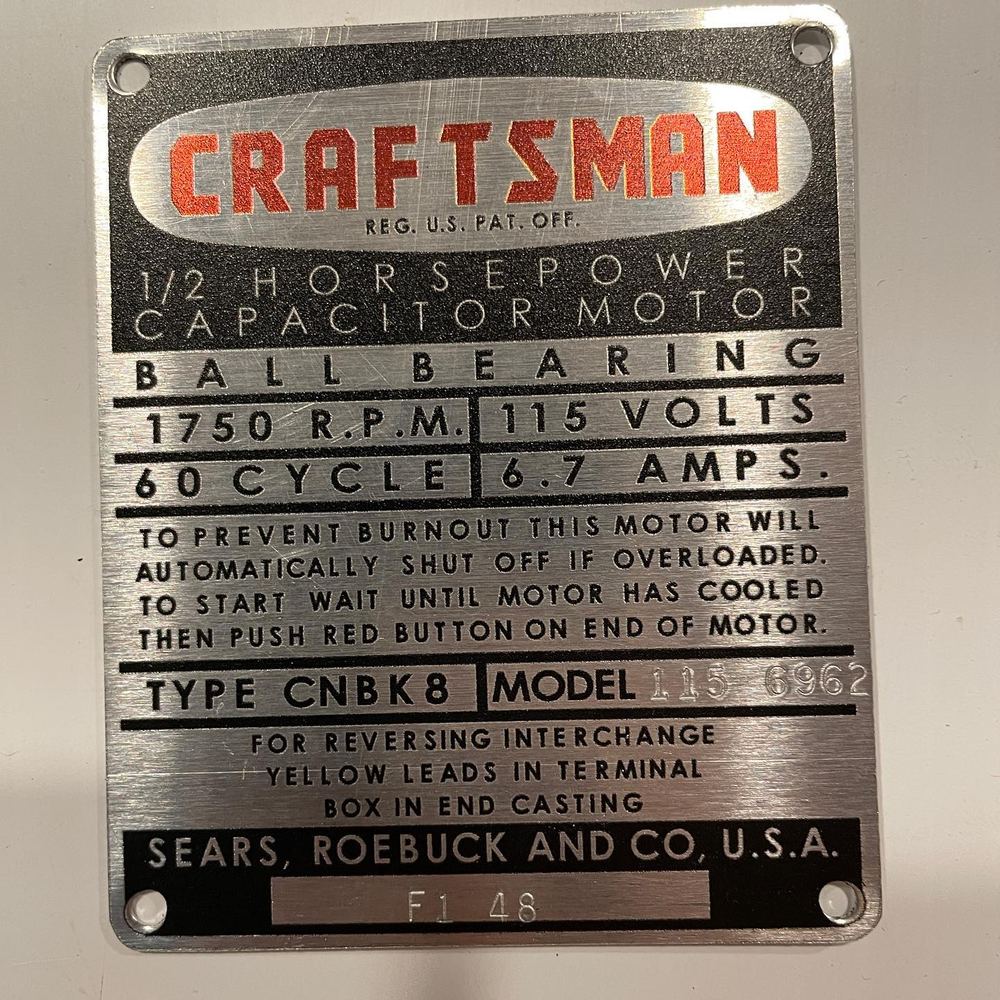 CRAFTSMAN
REG. U.S. PAT. OFF.
1/2 HORSEPOWER
CAPACITOR MOTOR
BALL BEARING
1750 R.P.M. 115 VOLTS
60 CYCLE 6.7 AMPS.
TO PREVENT BURNOUT THIS MOTOR WILL
AUTOMATICALLY SHUT OFF IF OVERLOADED.
TO START WAIT UNTIL MOTOR HAS COOLED
THEN PUSH RED BUTTON ON END OF MOTOR.
TYPE CNBK8 MODEL 115 6962
FOR REVERSING INTERCHANGE
YELLOW LEADS IN TERMINAL
BOX IN END CASTING
SEARS, ROEBUCK AND CO, U.S.A.
F1 48